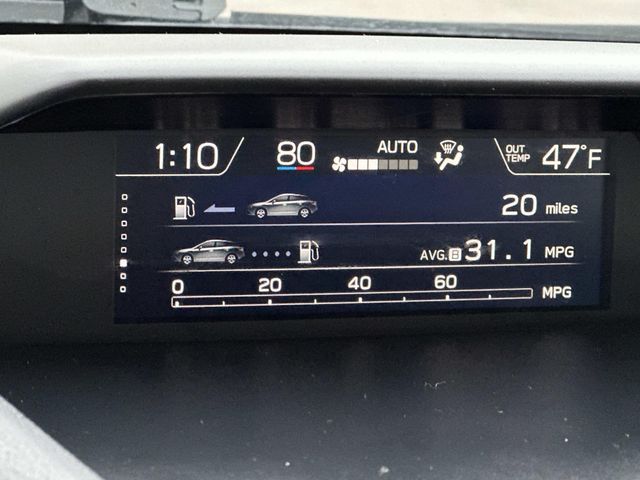 1:10 80 AUTO OUT TEMP 47°F
20 miles
AVG. B 31.1 MPG
0 20 40 60 MPG